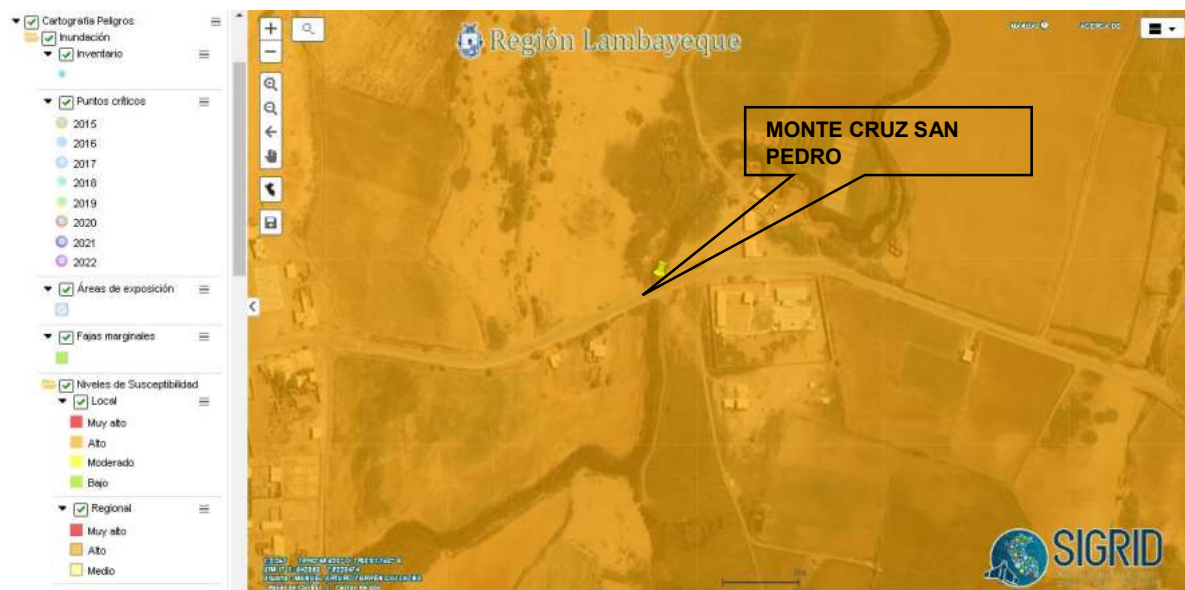 Cartografía Peligros
Inundación
Inventario
Puntos críticos
2015
2016
2017
2018
2019
2020
2021
2022
Áreas de exposición
Fajas marginales
Niveles de Susceptibilidad
Local
Muy alto
Alto
Moderado
Bajo
Regional
Muy alto
Alto
Medio
Región Lambayeque
ACERCA DE
MONTE CRUZ SAN
PEDRO
SIGRID